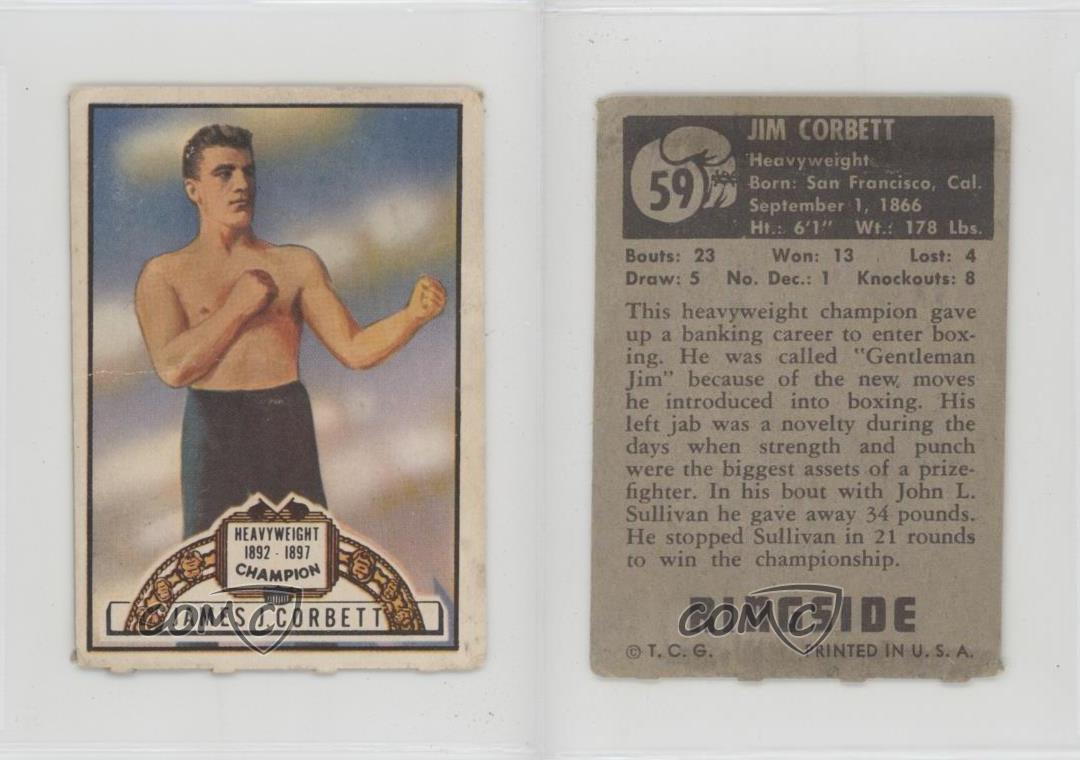 HEAVYWEIGHT
1892 - 1897
CHAMPION
JAMES J. CORBETT
COMC
59
JIM CORBETT
Heavyweight
Born: San Francisco, Cal.
September 1, 1866
Ht.: 6'1" Wt.: 178 Lbs.
Bouts: 23 Won: 13 Lost: 4
Draw: 5 No. Dec.: 1 Knockouts: 8
This heavyweight champion gave
up a banking career to enter box-
ing. He was called "Gentleman
Jim" because of the new moves
he introduced into boxing. His
left jab was a novelty during the
days when strength and punch
were the biggest assets of a prize-
fighter. In his bout with John L.
Sullivan he gave away 34 pounds.
He stopped Sullivan in 21 rounds
to win the championship.
RINGSIDE
COMC
© T. C. G. PRINTED IN U. S. A.